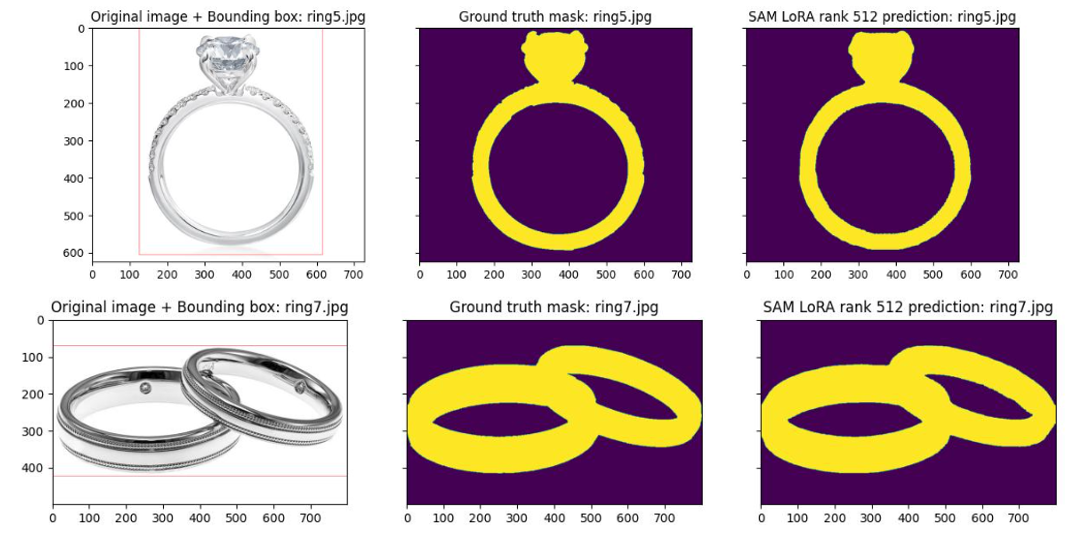 Original image + Bounding box: ring5.jpg
Ground truth mask: ring5.jpg
SAM LoRA rank 512 prediction: ring5.jpg
0
100
200
300
400
500
600
0 100 200 300 400 500 600 700
0 100 200 300 400 500 600 700
0 100 200 300 400 500 600 700
Original image + Bounding box: ring7.jpg
Ground truth mask: ring7.jpg
SAM LoRA rank 512 prediction: ring7.jpg
0
100
200
300
400
0 100 200 300 400 500 600 700
0 100 200 300 400 500 600 700
0 100 200 300 400 500 600 700